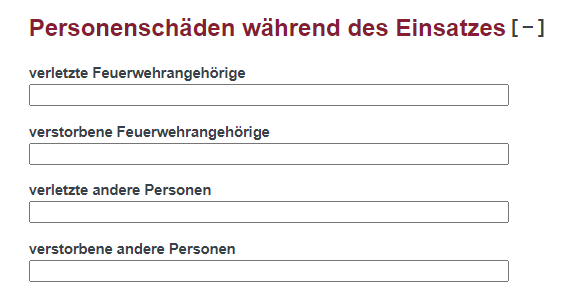 Personenschäden während des Einsatzes [−]
verletzte Feuerwehrangehörige
verstorbene Feuerwehrangehörige
verletzte andere Personen
verstorbene andere Personen